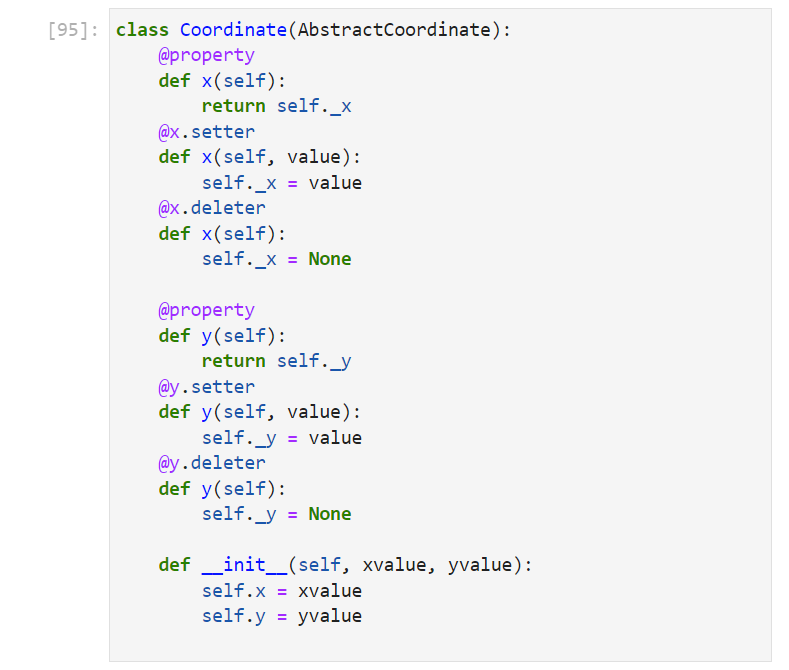 [95]: class Coordinate(AbstractCoordinate):
    @property
    def x(self):
        return self._x
    @x.setter
    def x(self, value):
        self._x = value
    @x.deleter
    def x(self):
        self._x = None

    @property
    def y(self):
        return self._y
    @y.setter
    def y(self, value):
        self._y = value
    @y.deleter
    def y(self):
        self._y = None

    def __init__(self, xvalue, yvalue):
        self.x = xvalue
        self.y = yvalue